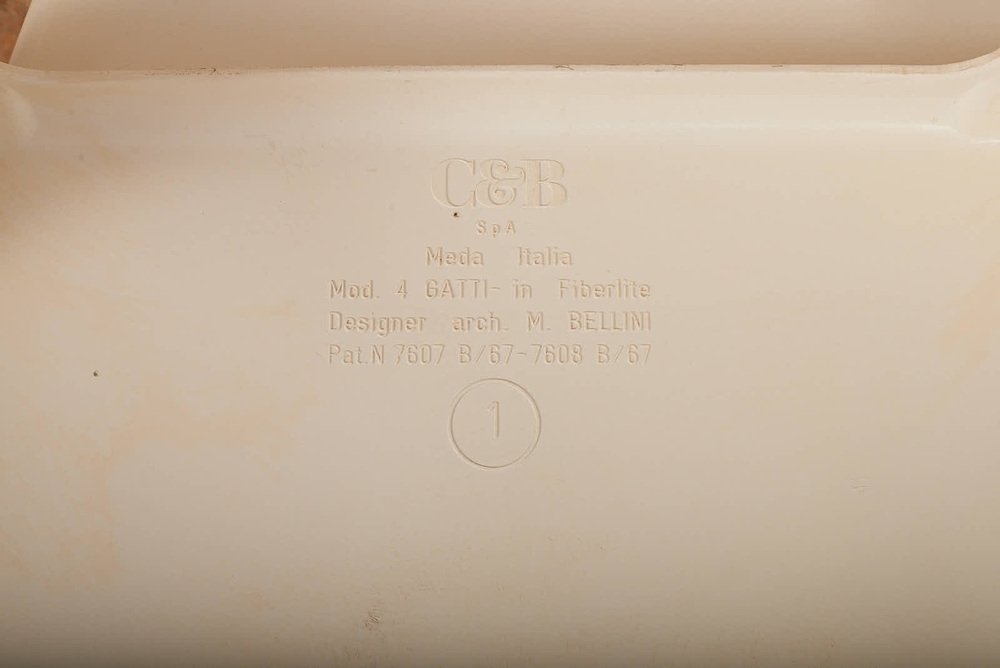 C&B
SpA
Meda Italia
Mod. 4 GATTI- in Fiberlite
Designer arch. M. BELLINI
Pat.N 7607 B/67-7608 B/67
1